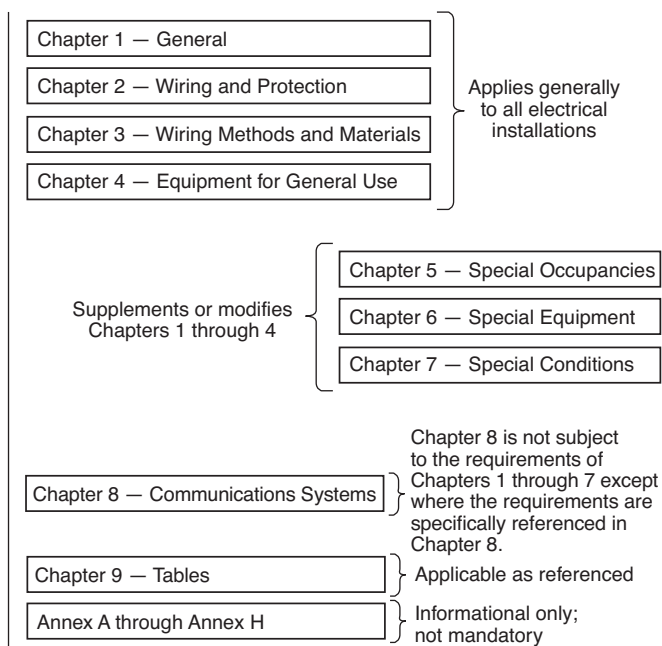 Chapter 1 — General
Chapter 2 — Wiring and Protection
Chapter 3 — Wiring Methods and Materials
Chapter 4 — Equipment for General Use
Applies generally
to all electrical
installations
Supplements or modifies
Chapters 1 through 4
Chapter 5 — Special Occupancies
Chapter 6 — Special Equipment
Chapter 7 — Special Conditions
Chapter 8 — Communications Systems
Chapter 8 is not subject
to the requirements of
Chapters 1 through 7 except
where the requirements are
specifically referenced in
Chapter 8.
Chapter 9 — Tables
Applicable as referenced
Annex A through Annex H
Informational only;
not mandatory